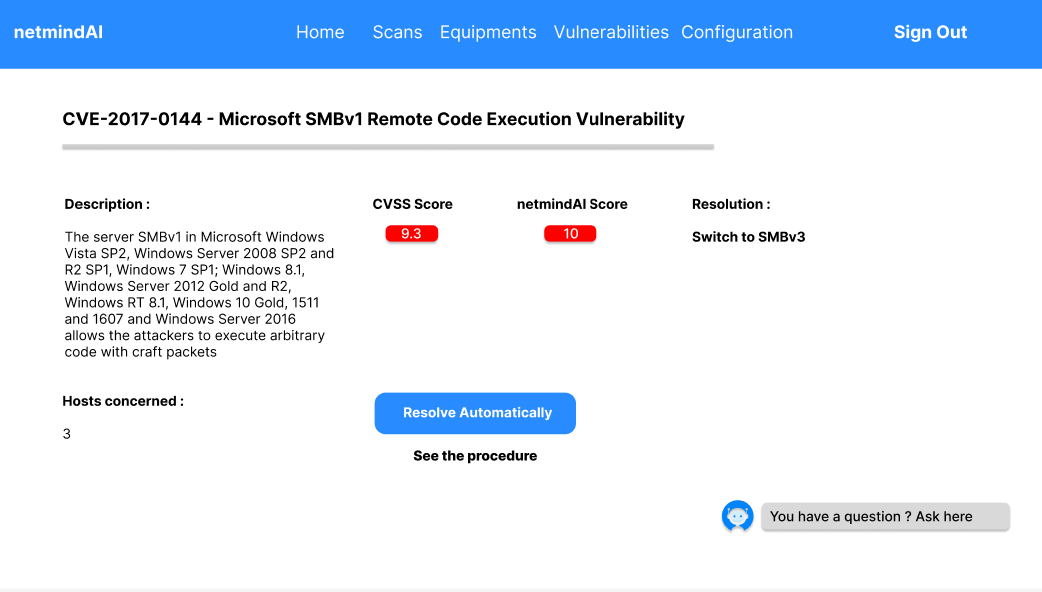 netmindAI Home Scans Equipments Vulnerabilities Configuration Sign Out
CVE-2017-0144 - Microsoft SMBv1 Remote Code Execution Vulnerability
Description :
The server SMBv1 in Microsoft Windows
Vista SP2, Windows Server 2008 SP2 and
R2 SP1, Windows 7 SP1; Windows 8.1,
Windows Server 2012 Gold and R2,
Windows RT 8.1, Windows 10 Gold, 1511
and 1607 and Windows Server 2016
allows the attackers to execute arbitrary
code with craft packets
CVSS Score
9.3
netmindAI Score
10
Resolution :
Switch to SMBv3
Hosts concerned :
3
Resolve Automatically
See the procedure
You have a question ? Ask here